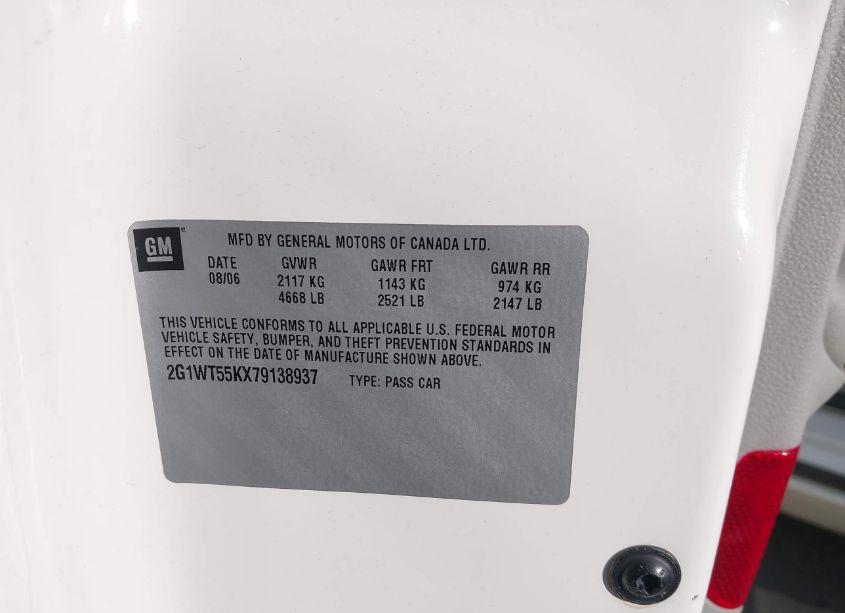 GM
MFD BY GENERAL MOTORS OF CANADA LTD.
DATE GVWR GAWR FRT GAWR RR
08/06 2117 KG 1143 KG 974 KG
4668 LB 2521 LB 2147 LB
THIS VEHICLE CONFORMS TO ALL APPLICABLE U.S. FEDERAL MOTOR
VEHICLE SAFETY, BUMPER, AND THEFT PREVENTION STANDARDS IN
EFFECT ON THE DATE OF MANUFACTURE SHOWN ABOVE.
2G1WT55KX79138937 TYPE: PASS CAR